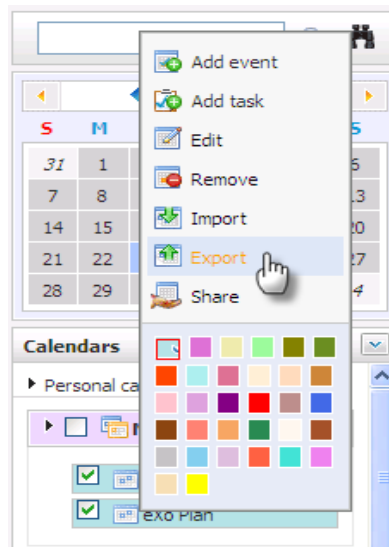 Add event
Add task
S M S
Edit
31 1 6
Remove
7 8 13
Import
14 15 20
Export
21 22 27
Share
28 29 4
Calendars
Personal ca
eXo Plan